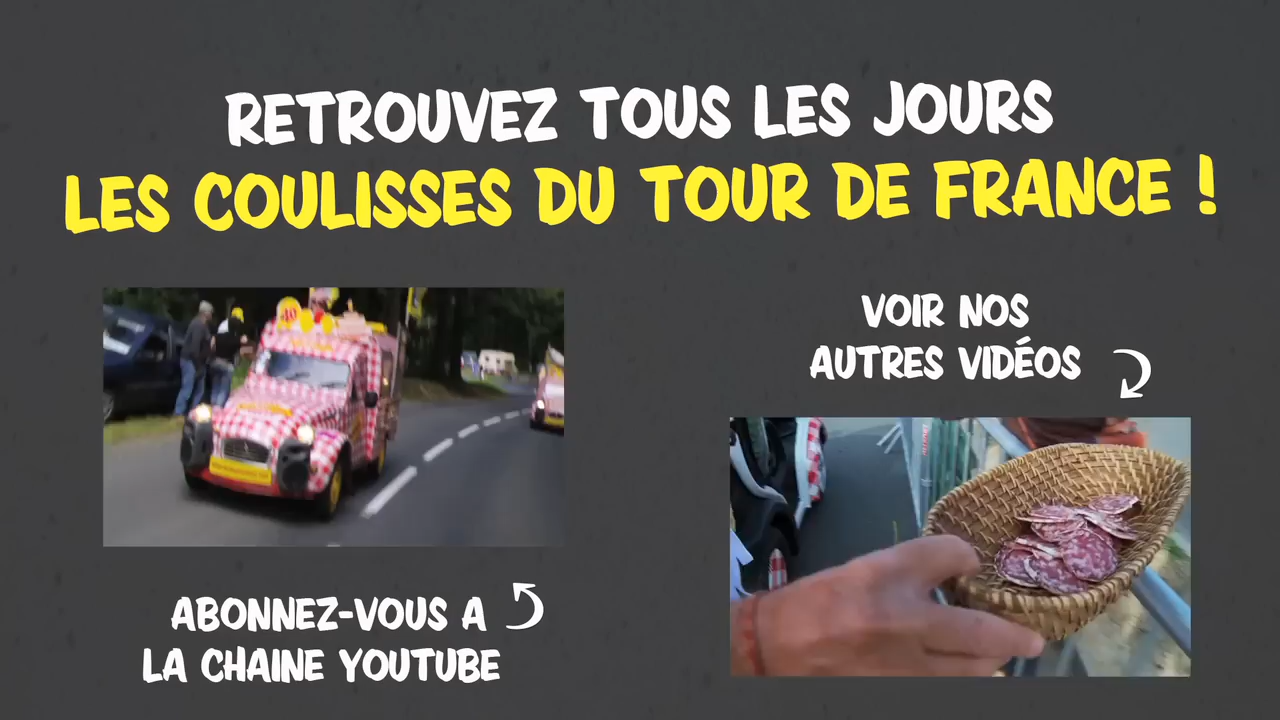 RETROUVEZ TOUS LES JOURS
LES COULISSES DU TOUR DE FRANCE !
VOIR NOS
AUTRES VIDÉOS
ABONNEZ-VOUS A
LA CHAINE YOUTUBE